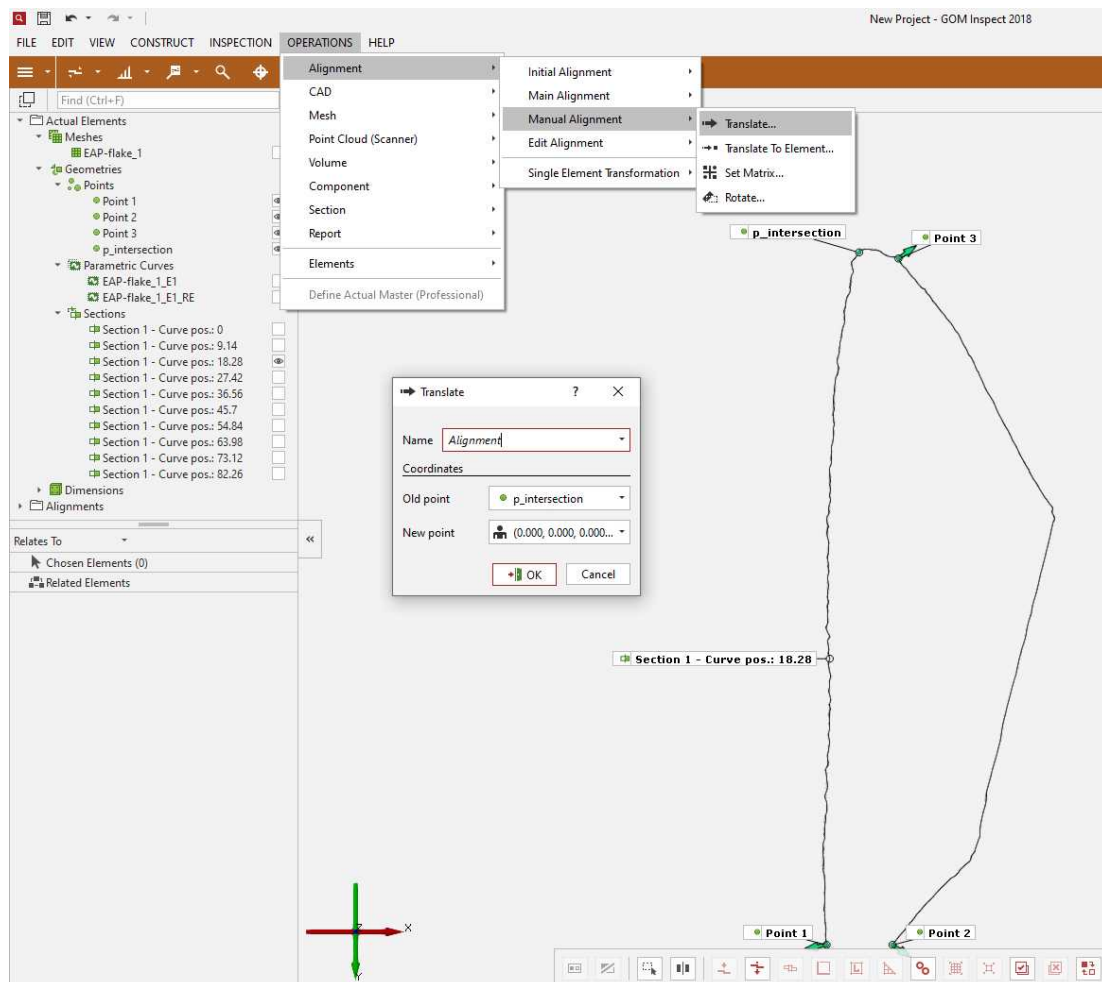 New Project - GOM Inspect 2018
FILE EDIT VIEW CONSTRUCT INSPECTION OPERATIONS HELP
Find (Ctrl+F)
Actual Elements
Meshes
EAP-flake_1
Geometries
Points
Point 1
Point 2
Point 3
p_intersection
Parametric Curves
EAP-flake_1_E1
EAP-flake_1_E1_RE
Sections
Section 1 - Curve pos.: 0
Section 1 - Curve pos.: 9.14
Section 1 - Curve pos.: 18.28
Section 1 - Curve pos.: 27.42
Section 1 - Curve pos.: 36.56
Section 1 - Curve pos.: 45.7
Section 1 - Curve pos.: 54.84
Section 1 - Curve pos.: 63.98
Section 1 - Curve pos.: 73.12
Section 1 - Curve pos.: 82.26
Dimensions
Alignments
Relates To
Chosen Elements (0)
Related Elements
Alignment
CAD
Mesh
Point Cloud (Scanner)
Volume
Component
Section
Report
Elements
Define Actual Master (Professional)
Initial Alignment
Main Alignment
Manual Alignment
Edit Alignment
Single Element Transformation
Translate...
Translate To Element...
Set Matrix...
Rotate...
p_intersection
Point 3
Translate ?
Name Alignment
Coordinates
Old point p_intersection
New point (0.000, 0.000, 0.000...
OK Cancel
Section 1 - Curve pos.: 18.28
Point 1
Point 2
X
Z
Y